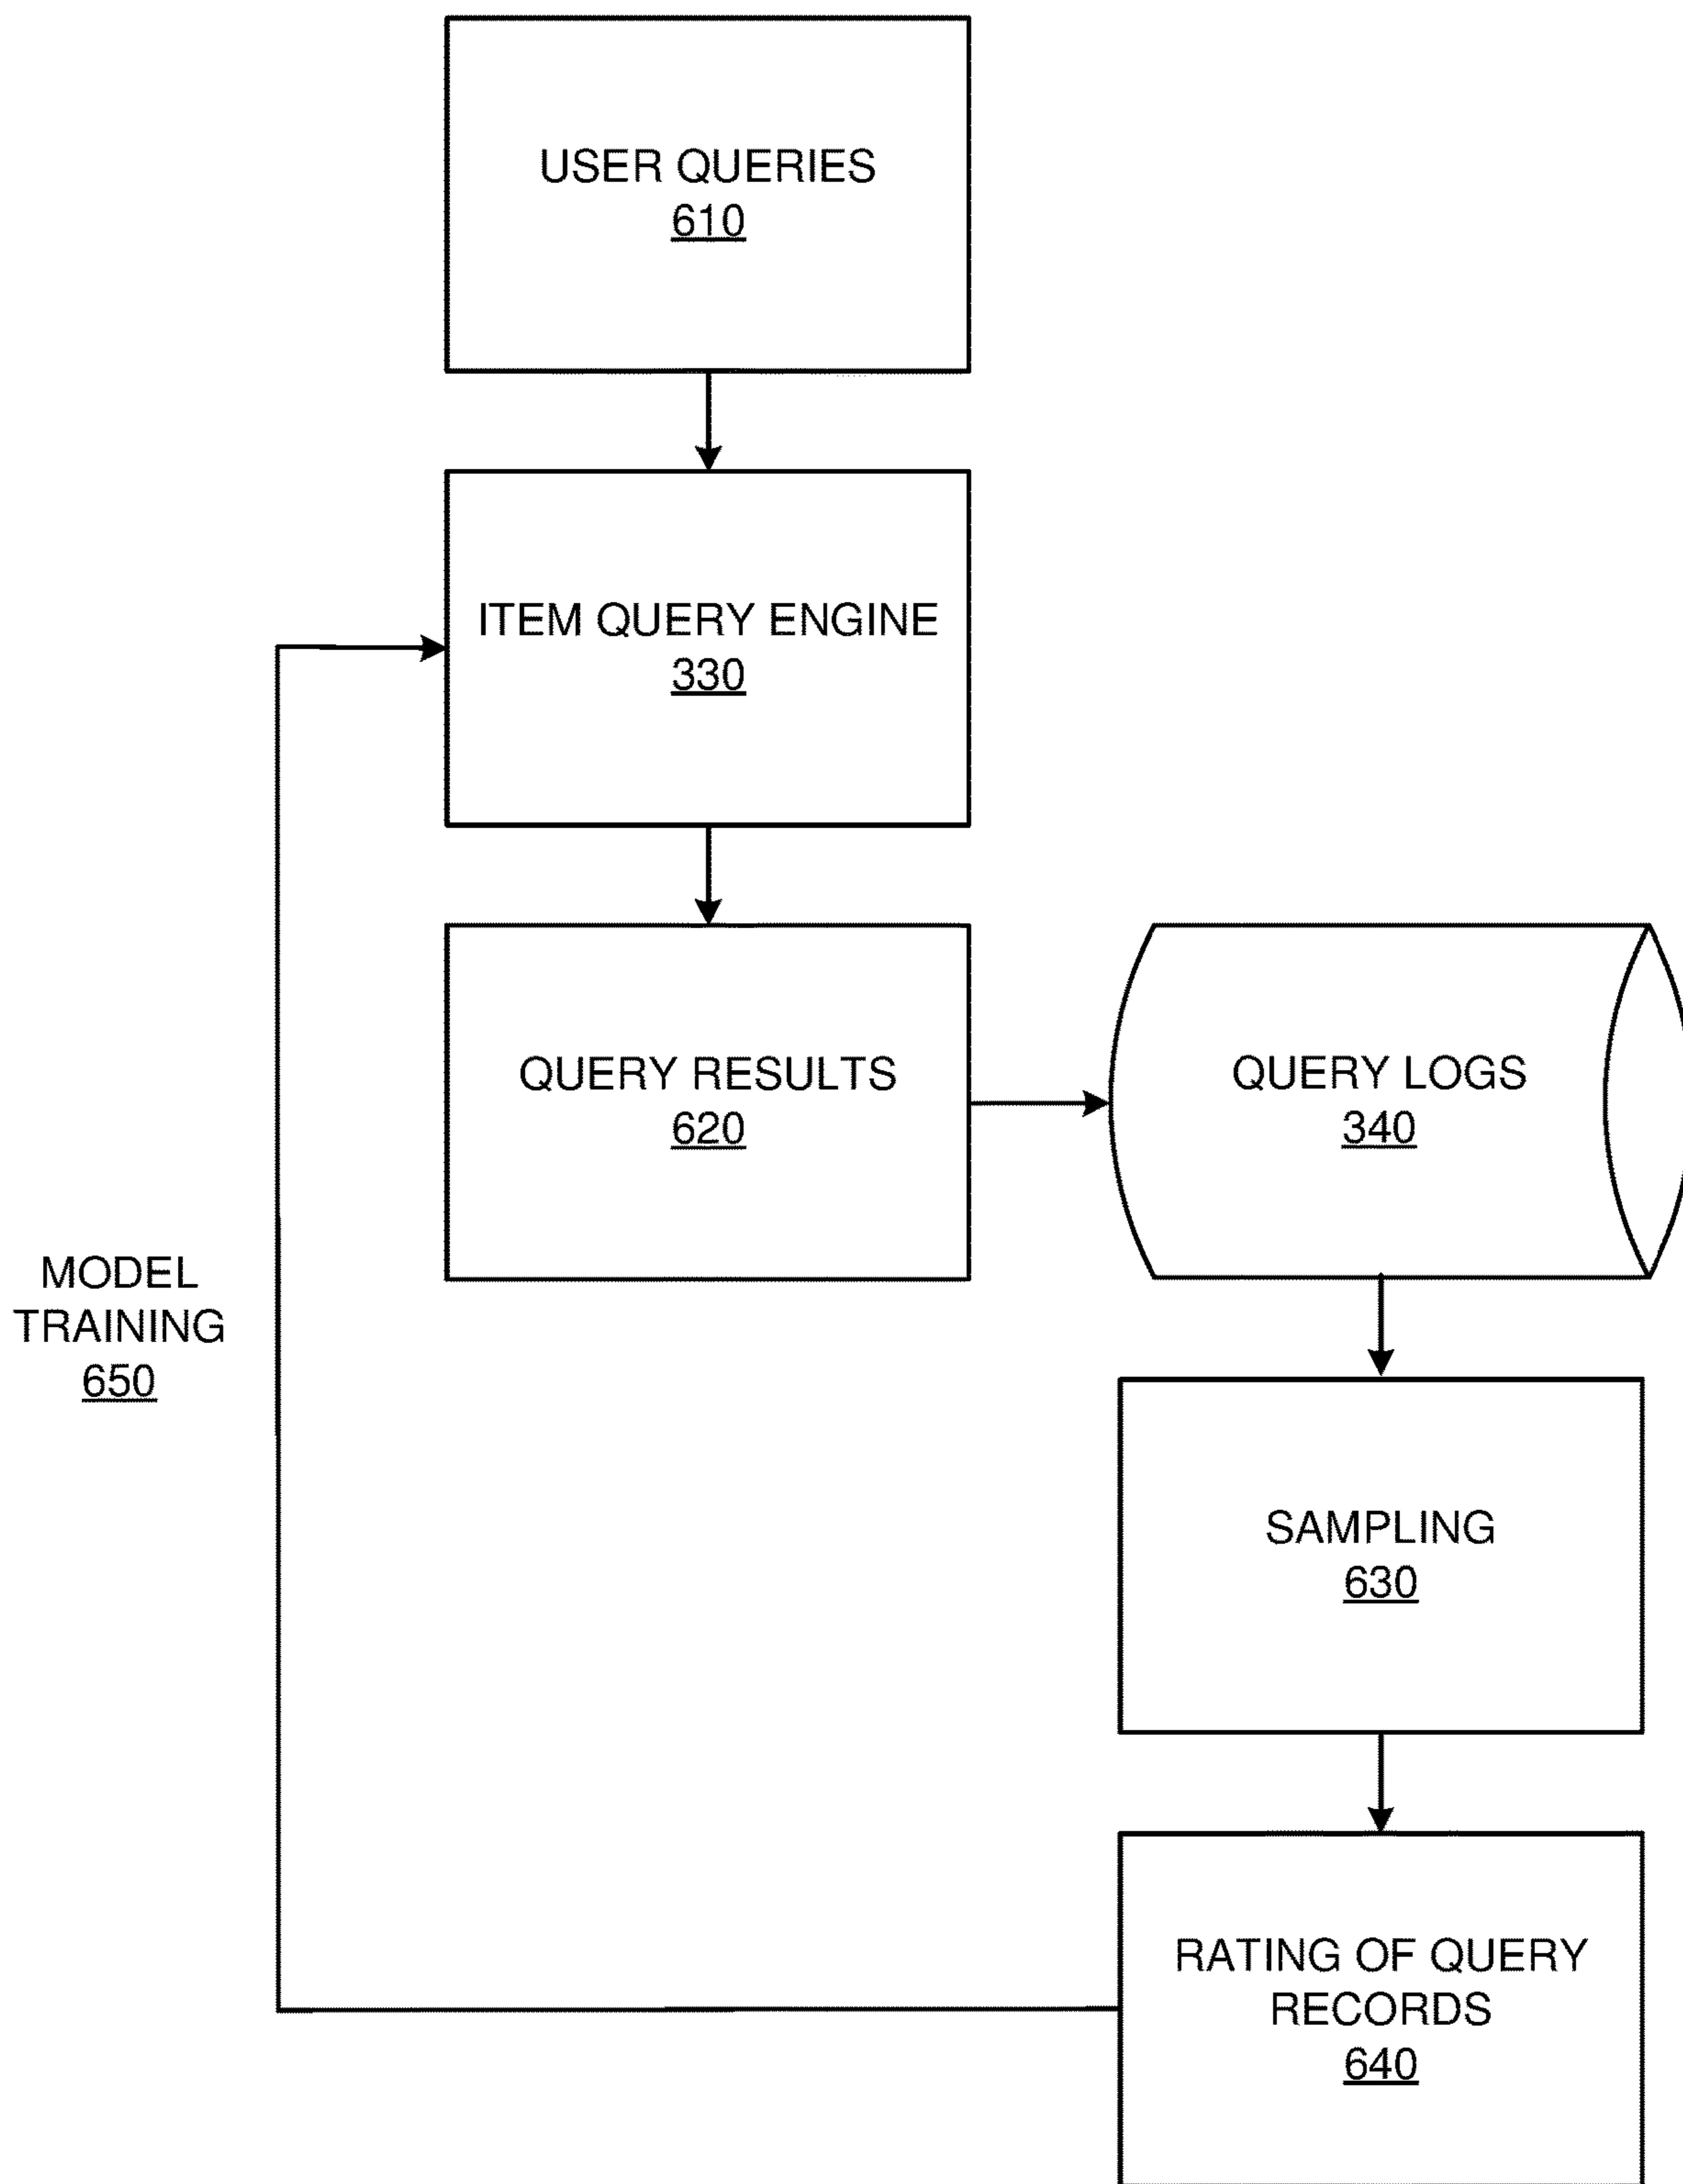 USER QUERIES
610
ITEM QUERY ENGINE
330
QUERY RESULTS
620
QUERY LOGS
340
MODEL
TRAINING
650
SAMPLING
630
RATING OF QUERY
RECORDS
640